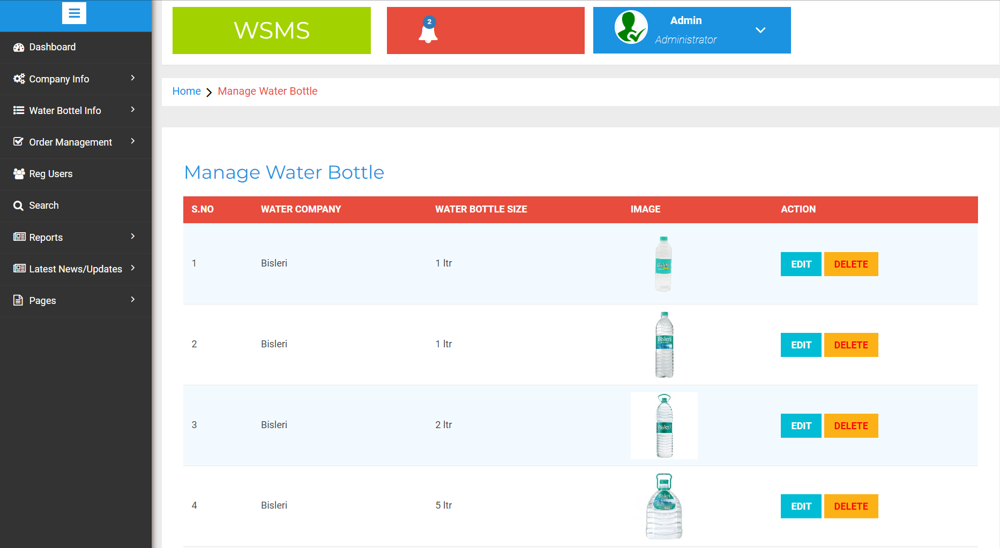 WSMS
2
Admin
Administrator
Dashboard
Company Info
Water Bottel Info
Order Management
Reg Users
Search
Reports
Latest News/Updates
Pages
Home > Manage Water Bottle
Manage Water Bottle
S.NO WATER COMPANY WATER BOTTLE SIZE IMAGE ACTION
1 Bisleri 1 ltr Bisleri EDIT DELETE
2 Bisleri 1 ltr Bisleri EDIT DELETE
3 Bisleri 2 ltr Bisleri EDIT DELETE
4 Bisleri 5 ltr Bisleri EDIT DELETE